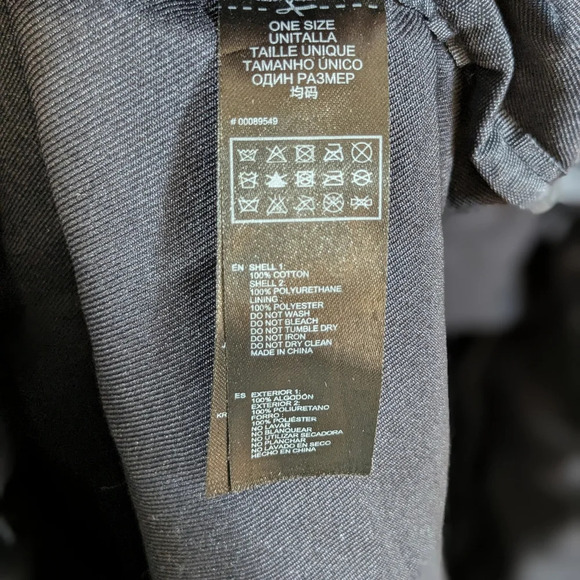 ONE SIZE
UNITALLA
TAILLE UNIQUE
TAMANHO ÚNICO
ОДИН РАЗМЕР
均码
# 00089549
EN SHELL 1:
100% COTTON
SHELL 2:
100% POLYURETHANE
LINING :
100% POLYESTER
DO NOT WASH
DO NOT BLEACH
DO NOT TUMBLE DRY
DO NOT IRON
DO NOT DRY CLEAN
MADE IN CHINA
ES EXTERIOR 1:
100% ALGODÓN
EXTERIOR 2:
100% POLIURETANO
FORRO :
100% POLIÉSTER
NO LAVAR
NO BLANQUEAR
NO UTILIZAR SECADORA
NO PLANCHAR
NO LAVADO EN SECO
HECHO EN CHINA
KR